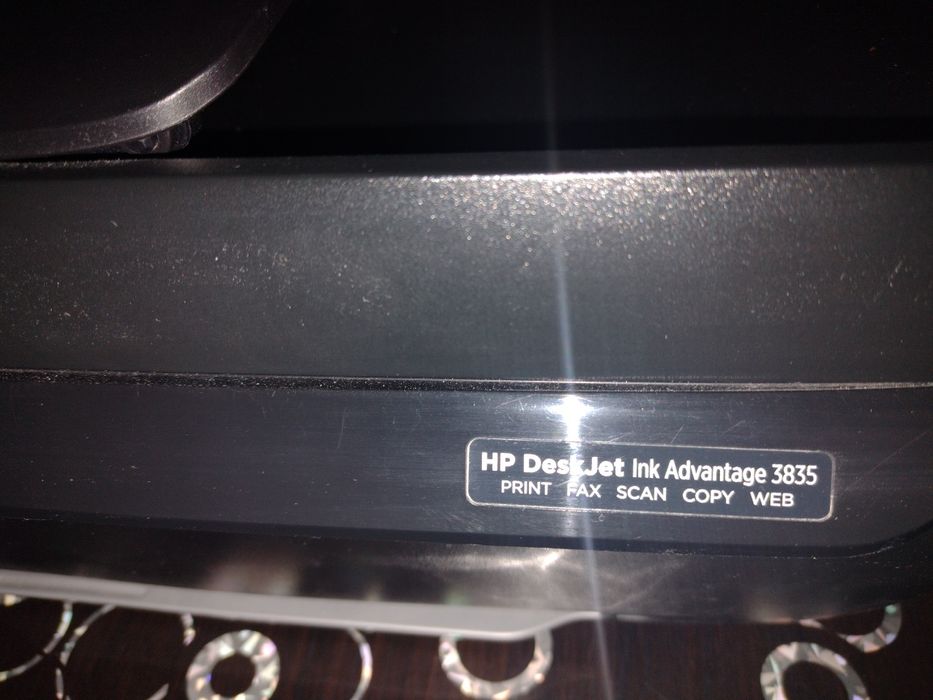 HP DeskJet Ink Advantage 3835
PRINT FAX SCAN COPY WEB